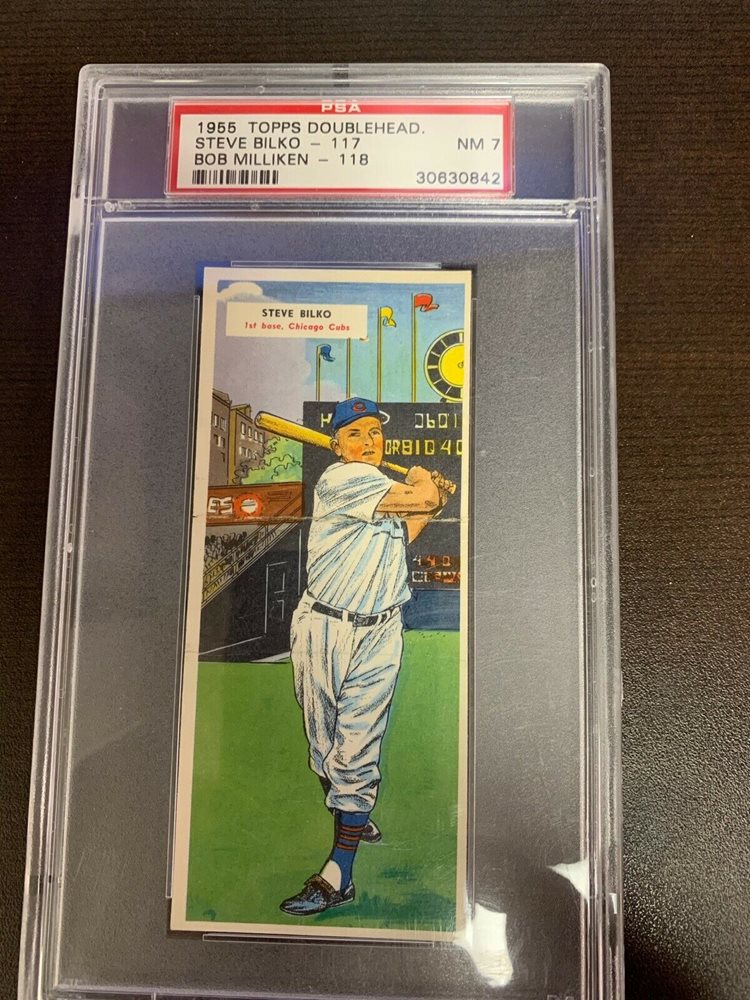 PSA
1955 TOPPS DOUBLEHEAD.
STEVE BILKO - 117 NM 7
BOB MILLIKEN - 118
30630842
STEVE BILKO
1st base, Chicago Cubs
ES